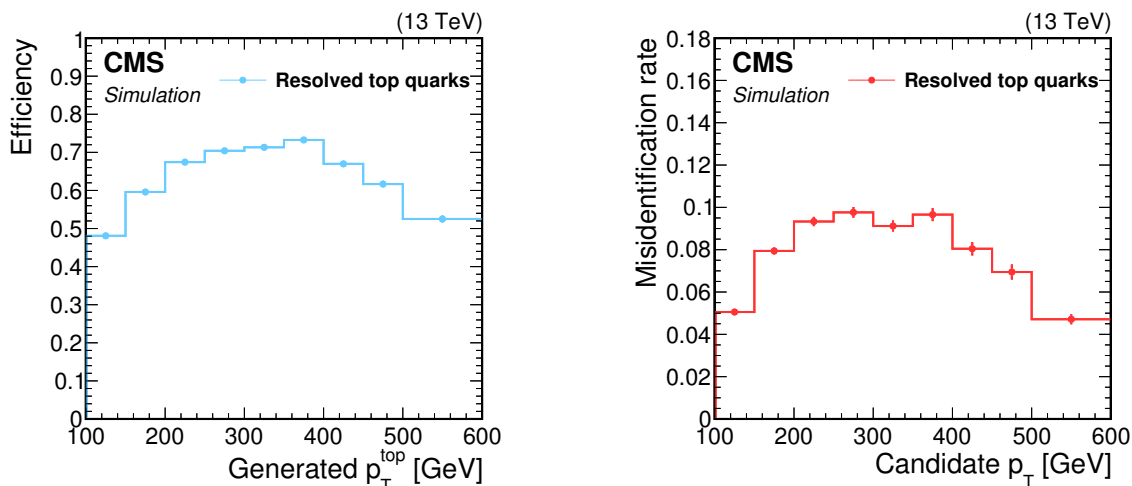 (13 TeV)
Efficiency
1
0.9
0.8
0.7
0.6
0.5
0.4
0.3
0.2
0.1
0
CMS
Simulation
Resolved top quarks
100 200 300 400 500 600
Generated p_T^top [GeV]
(13 TeV)
Misidentification rate
0.18
0.16
0.14
0.12
0.1
0.08
0.06
0.04
0.02
0
CMS
Simulation
Resolved top quarks
100 200 300 400 500 600
Candidate p_T [GeV]